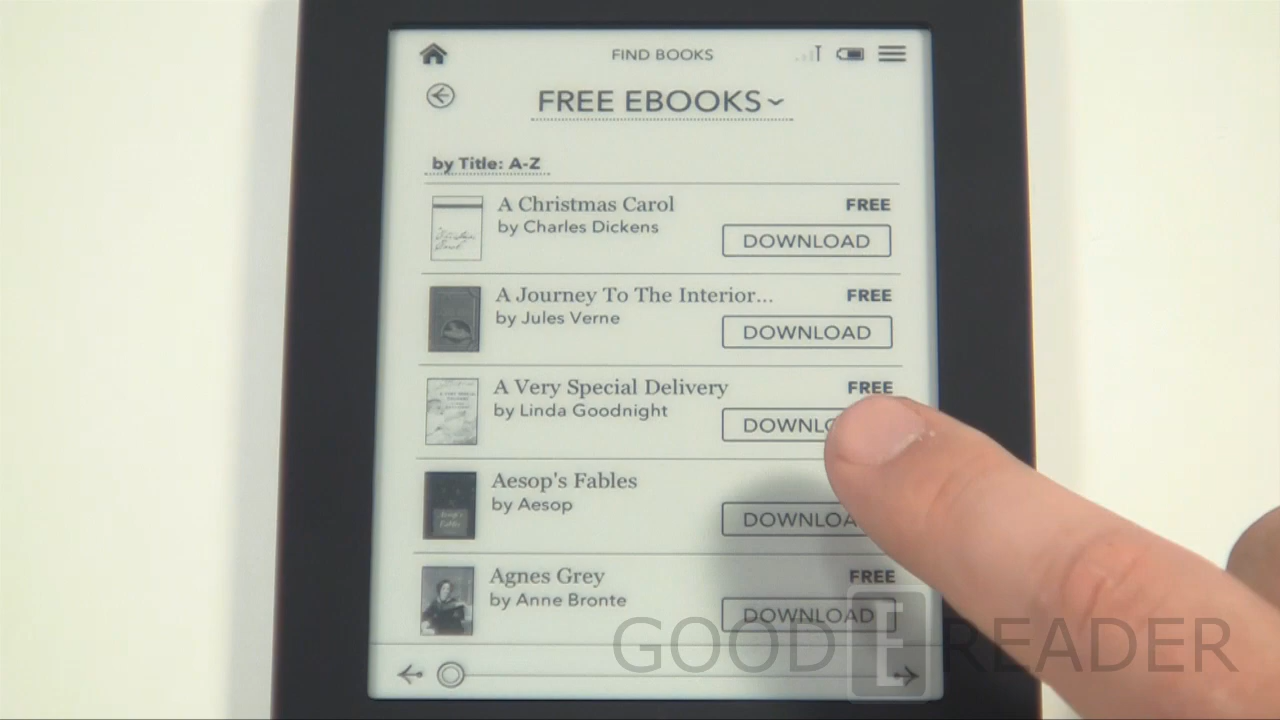 FIND BOOKS
FREE EBOOKS
by Title: A-Z
A Christmas Carol
FREE
by Charles Dickens
DOWNLOAD
A Journey To The Interior...
FREE
by Jules Verne
DOWNLOAD
A Very Special Delivery
FREE
by Linda Goodnight
DOWNLO
Aesop's Fables
by Aesop
DOWNLOA
Agnes Grey
FREE
by Anne Bronte
DOWNLOAD
GOOD E READER